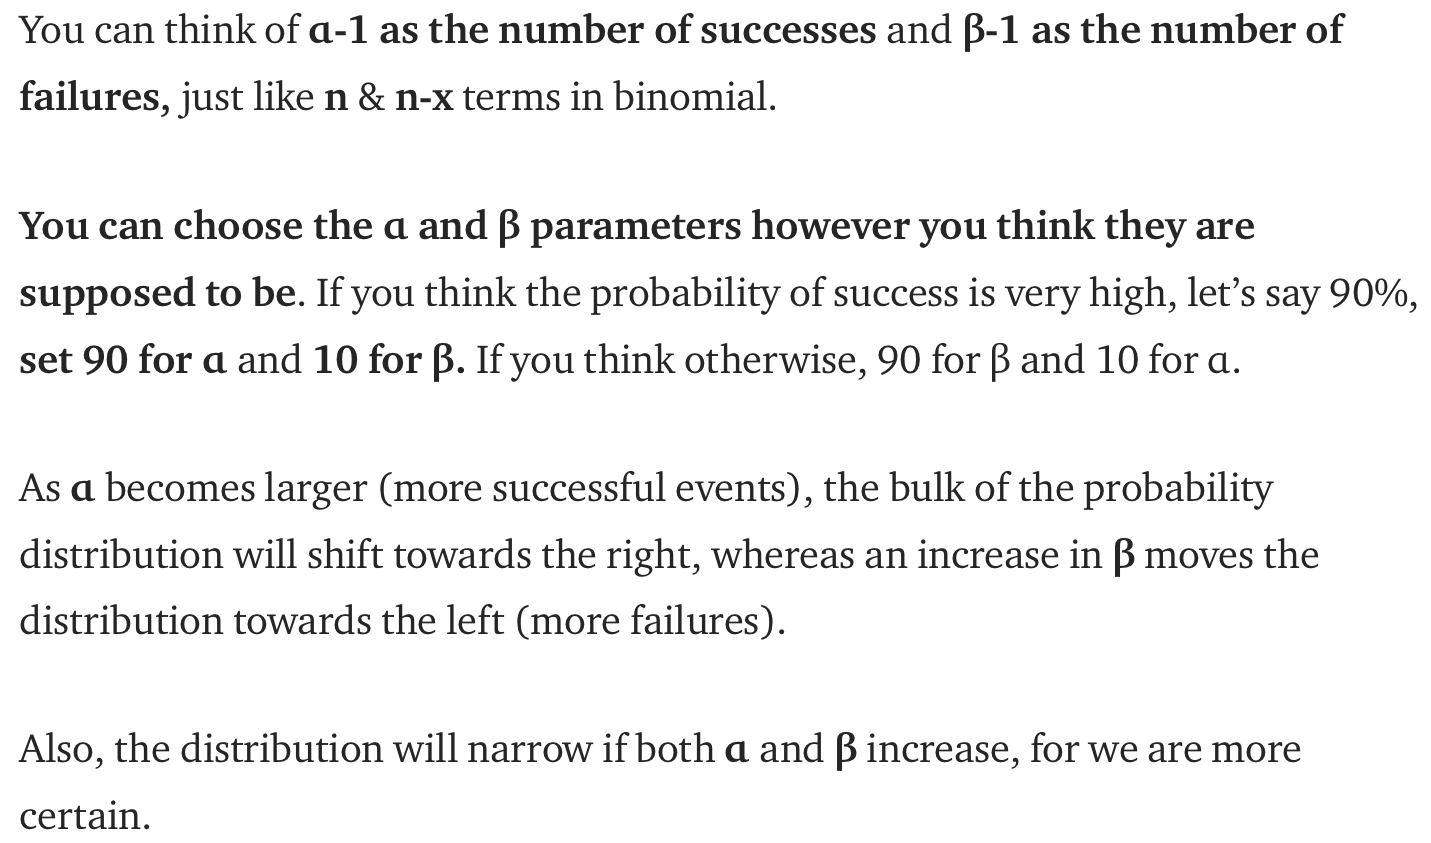 You can think of α-1 as the number of successes and β-1 as the number of
failures, just like n & n-x terms in binomial.
You can choose the α and β parameters however you think they are
supposed to be. If you think the probability of success is very high, let’s say 90%,
set 90 for α and 10 for β. If you think otherwise, 90 for β and 10 for α.
As α becomes larger (more successful events), the bulk of the probability
distribution will shift towards the right, whereas an increase in β moves the
distribution towards the left (more failures).
Also, the distribution will narrow if both α and β increase, for we are more
certain.